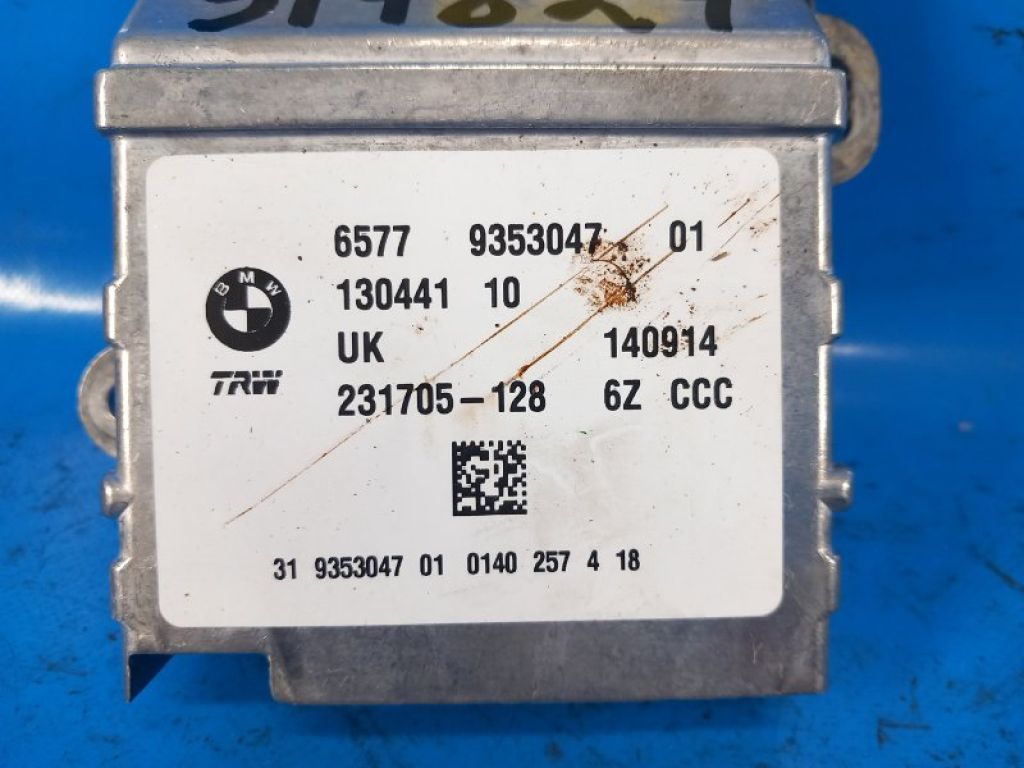 6577 9353047 01
BMW
130441 10
UK 140914
TRW
231705-128 6Z CCC
31 9353047 01 0140 257 4 18